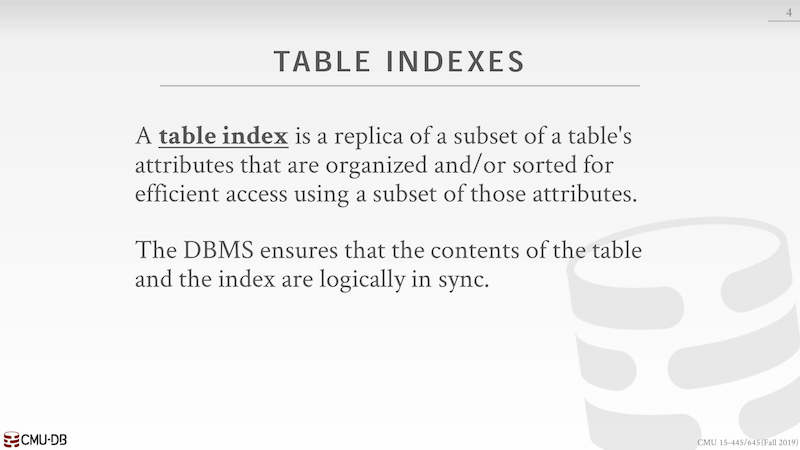 4
TABLE INDEXES
A table index is a replica of a subset of a table's
attributes that are organized and/or sorted for
efficient access using a subset of those attributes.
The DBMS ensures that the contents of the table
and the index are logically in sync.
CMU·DB
CMU 15-445/645 (Fall 2019)